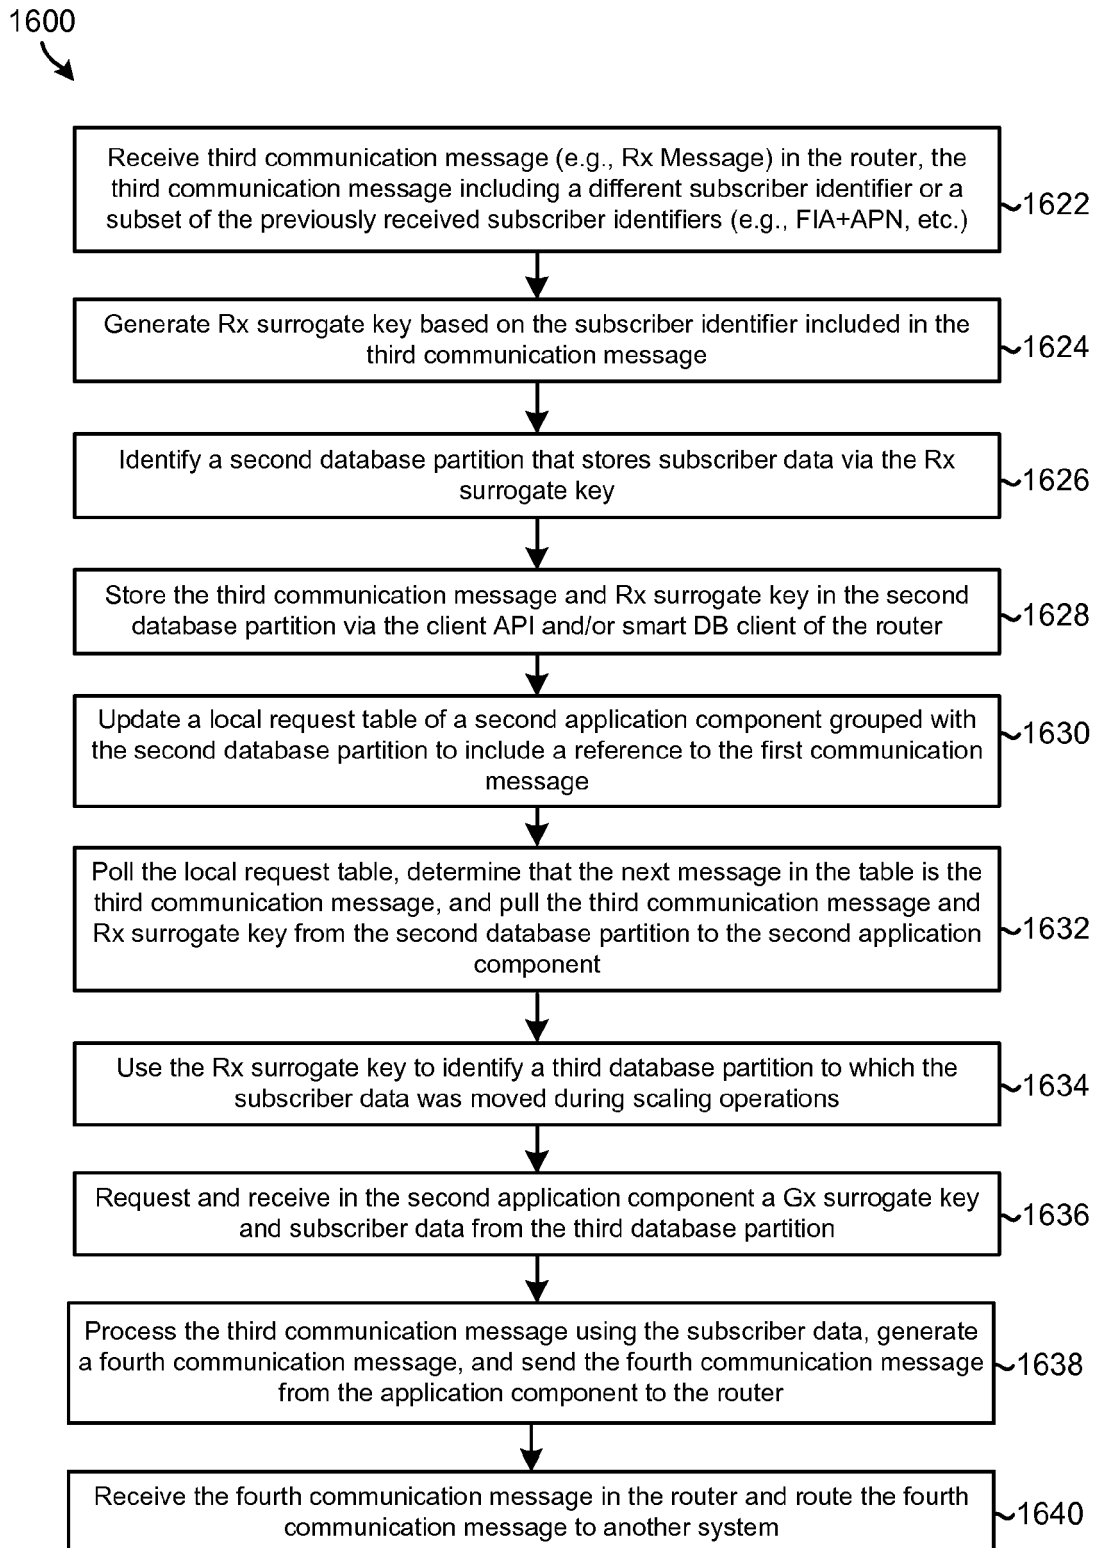 1600
Receive third communication message (e.g., Rx Message) in the router, the
third communication message including a different subscriber identifier or a
subset of the previously received subscriber identifiers (e.g., FIA+APN, etc.)
1622
Generate Rx surrogate key based on the subscriber identifier included in the
third communication message
1624
Identify a second database partition that stores subscriber data via the Rx
surrogate key
1626
Store the third communication message and Rx surrogate key in the second
database partition via the client API and/or smart DB client of the router
1628
Update a local request table of a second application component grouped with
the second database partition to include a reference to the first communication
message
1630
Poll the local request table, determine that the next message in the table is the
third communication message, and pull the third communication message and
Rx surrogate key from the second database partition to the second application
component
1632
Use the Rx surrogate key to identify a third database partition to which the
subscriber data was moved during scaling operations
1634
Request and receive in the second application component a Gx surrogate key
and subscriber data from the third database partition
1636
Process the third communication message using the subscriber data, generate
a fourth communication message, and send the fourth communication message
from the application component to the router
1638
Receive the fourth communication message in the router and route the fourth
communication message to another system
1640